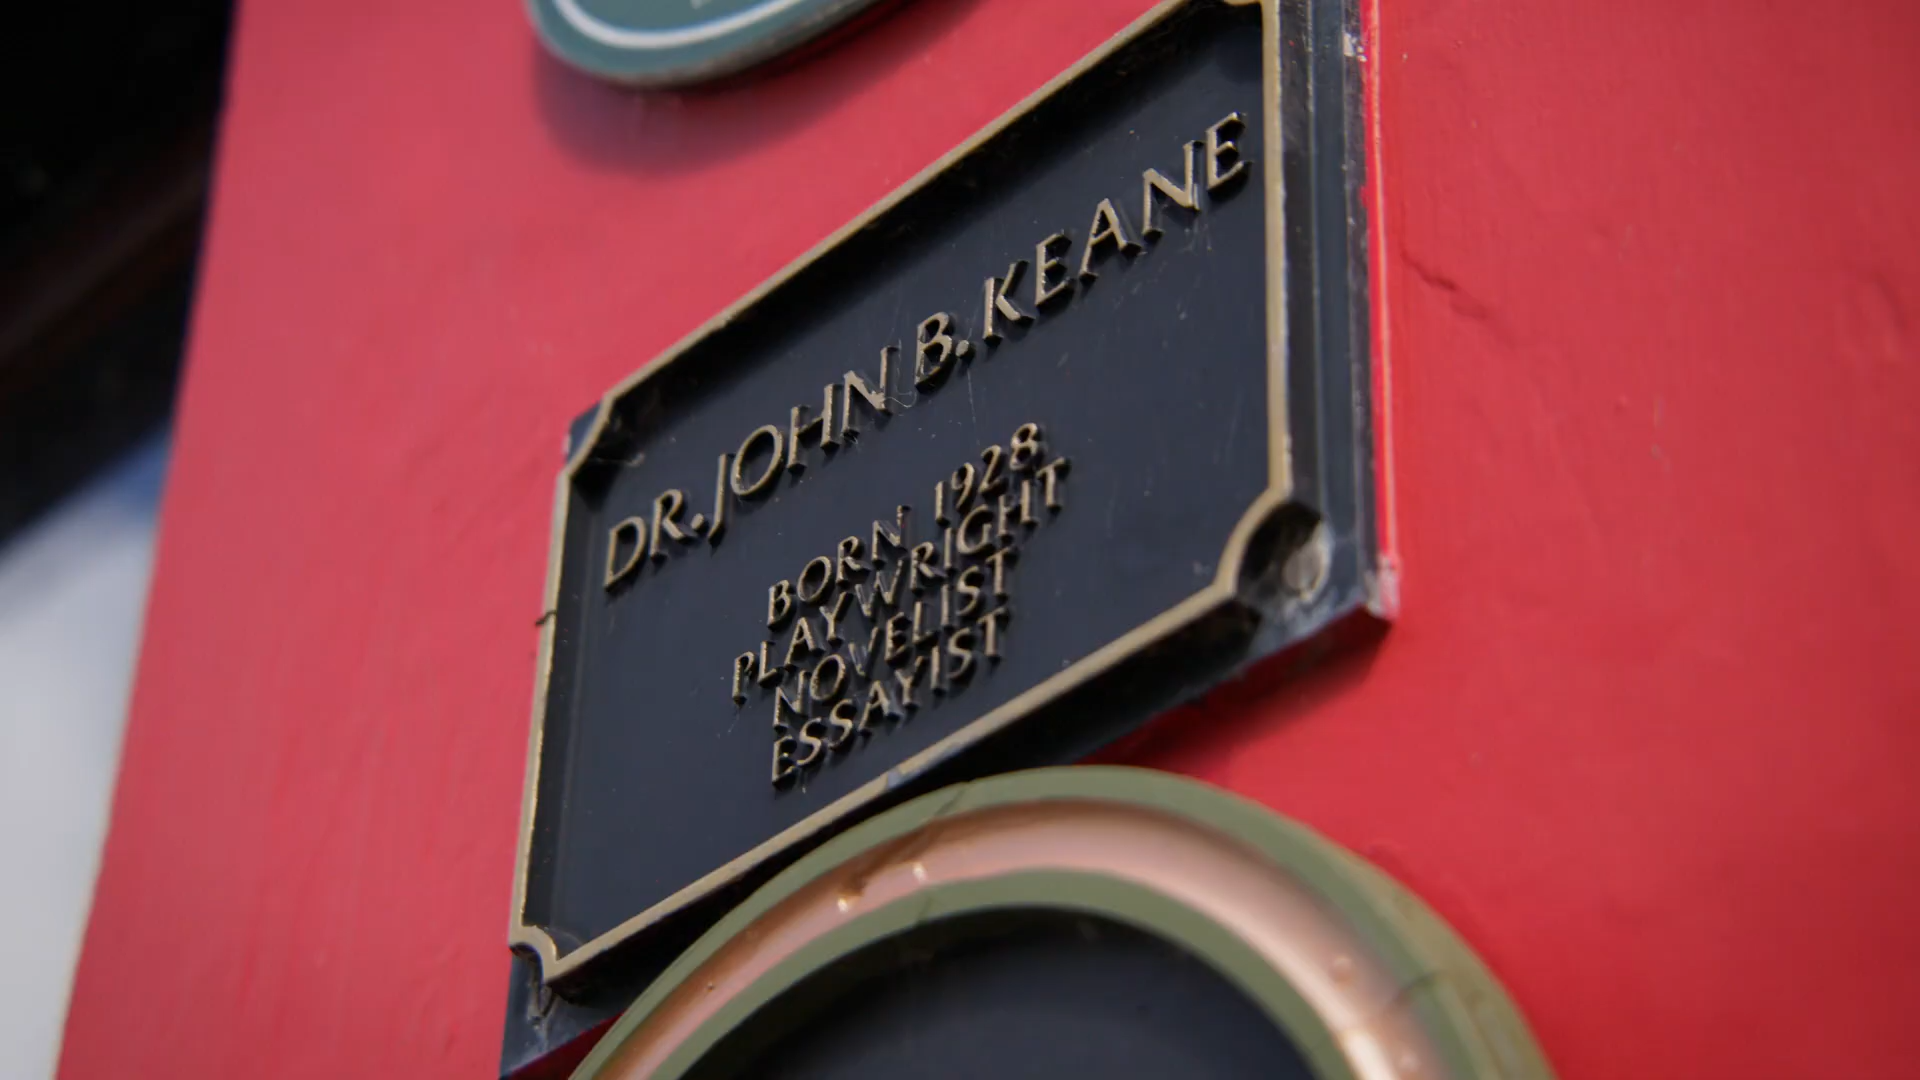 DR. JOHN B. KEANE
BORN 1928
PLAYWRIGHT
NOVELIST
ESSAYIST